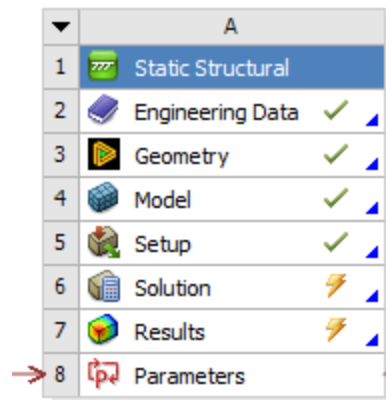 A
1 Static Structural
2 Engineering Data
3 Geometry
4 Model
5 Setup
6 Solution
7 Results
8 Parameters